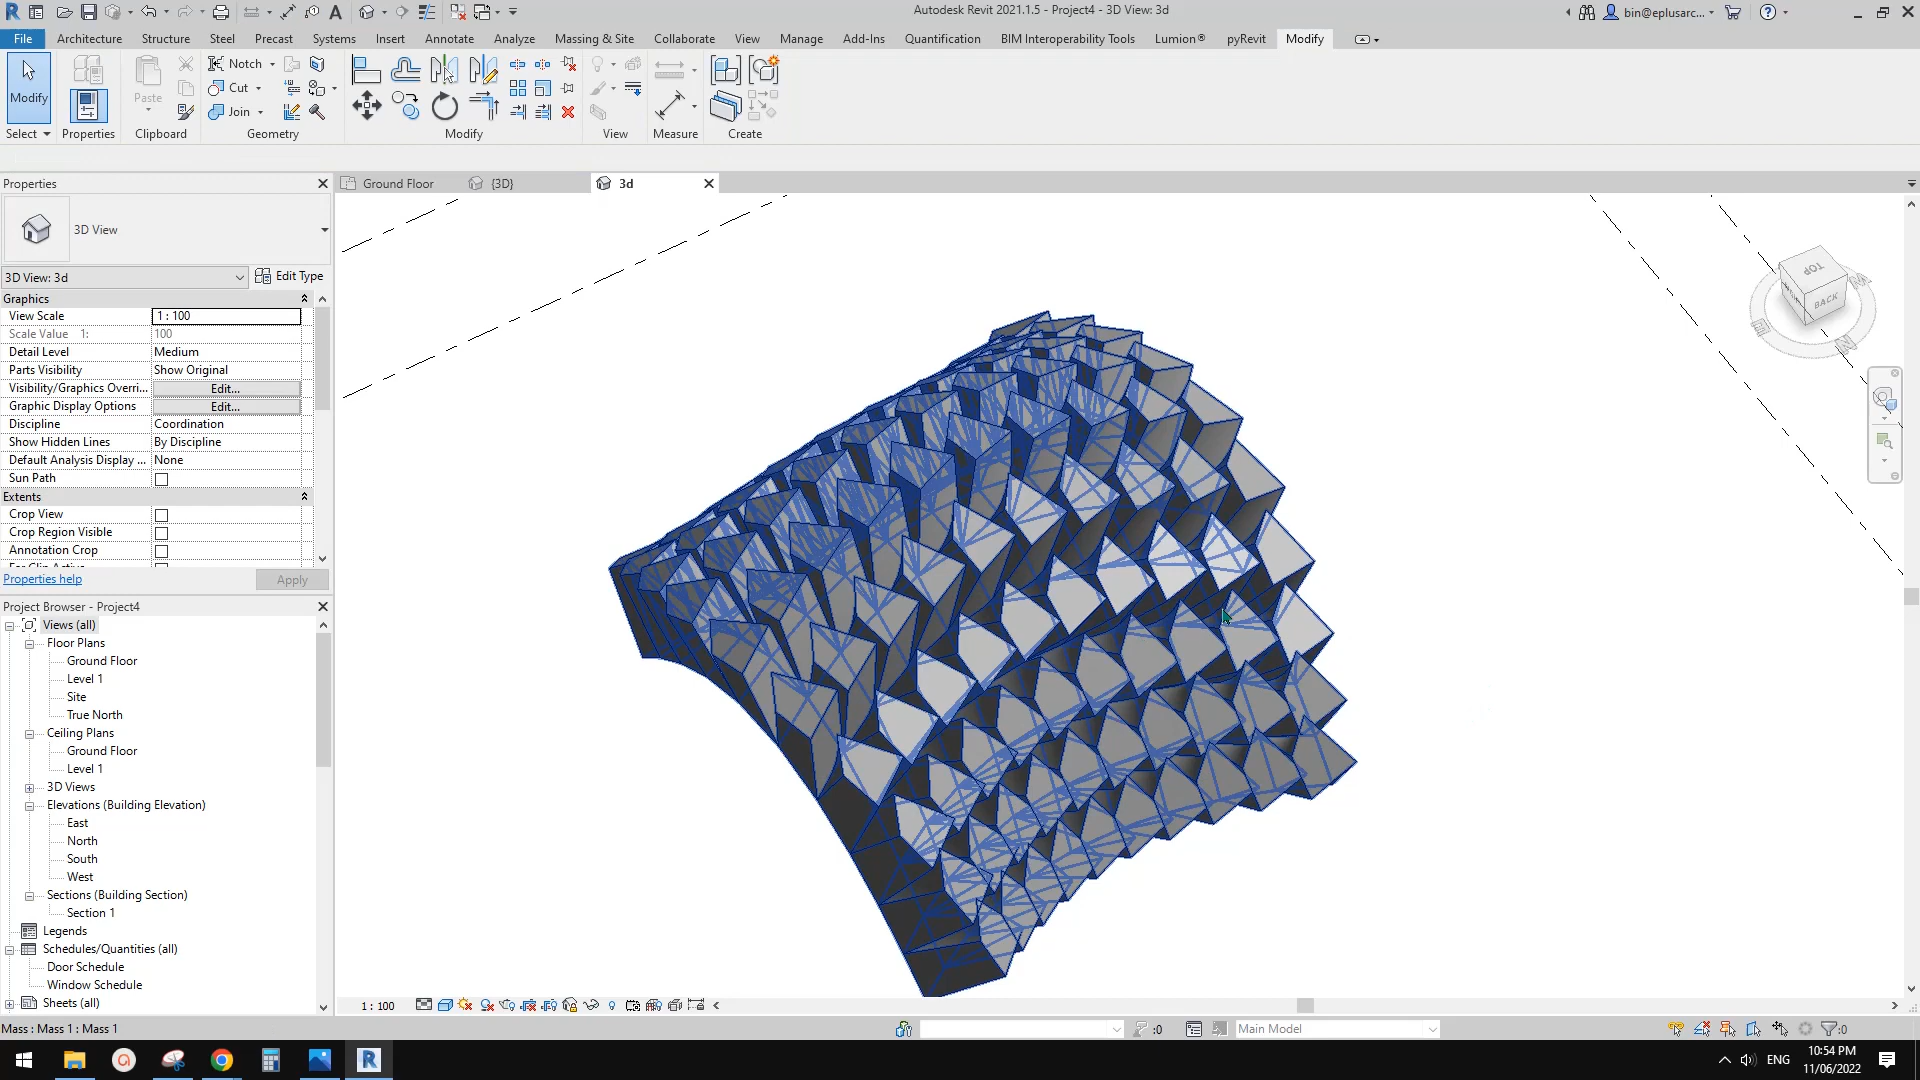 Autodesk Revit 2021.1.5 - Project4 - 3D View: 3d
bin@eplusarc...
File Architecture Structure Steel Precast Systems Insert Annotate Analyze Massing & Site Collaborate View Manage Add-Ins Quantification BIM Interoperability Tools Lumion® pyRevit Modify
Modify Paste Notch Cut Join
Select Properties Clipboard Geometry Modify View Measure Create
Properties
Ground Floor {3D} 3d
3D View
3D View: 3d Edit Type
Graphics
View Scale 1 : 100
Scale Value 1: 100
Detail Level Medium
Parts Visibility Show Original
Visibility/Graphics Overri... Edit...
Graphic Display Options Edit...
Discipline Coordination
Show Hidden Lines By Discipline
Default Analysis Display ... None
Sun Path
Extents
Crop View
Crop Region Visible
Annotation Crop
Properties help Apply
Project Browser - Project4
Views (all)
Floor Plans
Ground Floor
Level 1
Site
True North
Ceiling Plans
Ground Floor
Level 1
3D Views
Elevations (Building Elevation)
East
North
South
West
Sections (Building Section)
Section 1
Legends
Schedules/Quantities (all)
Door Schedule
Window Schedule
Sheets (all)
TOP
BACK
1 : 100
Mass : Mass 1 : Mass 1
:0
Main Model
:0
ENG
10:54 PM
11/06/2022